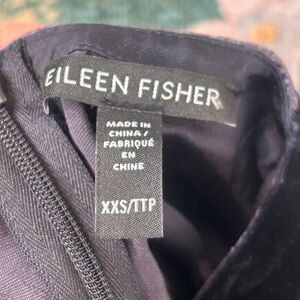 EILEEN FISHER
MADE IN
CHINA /
FABRIQUÉ
EN
CHINE
XXS/TTP